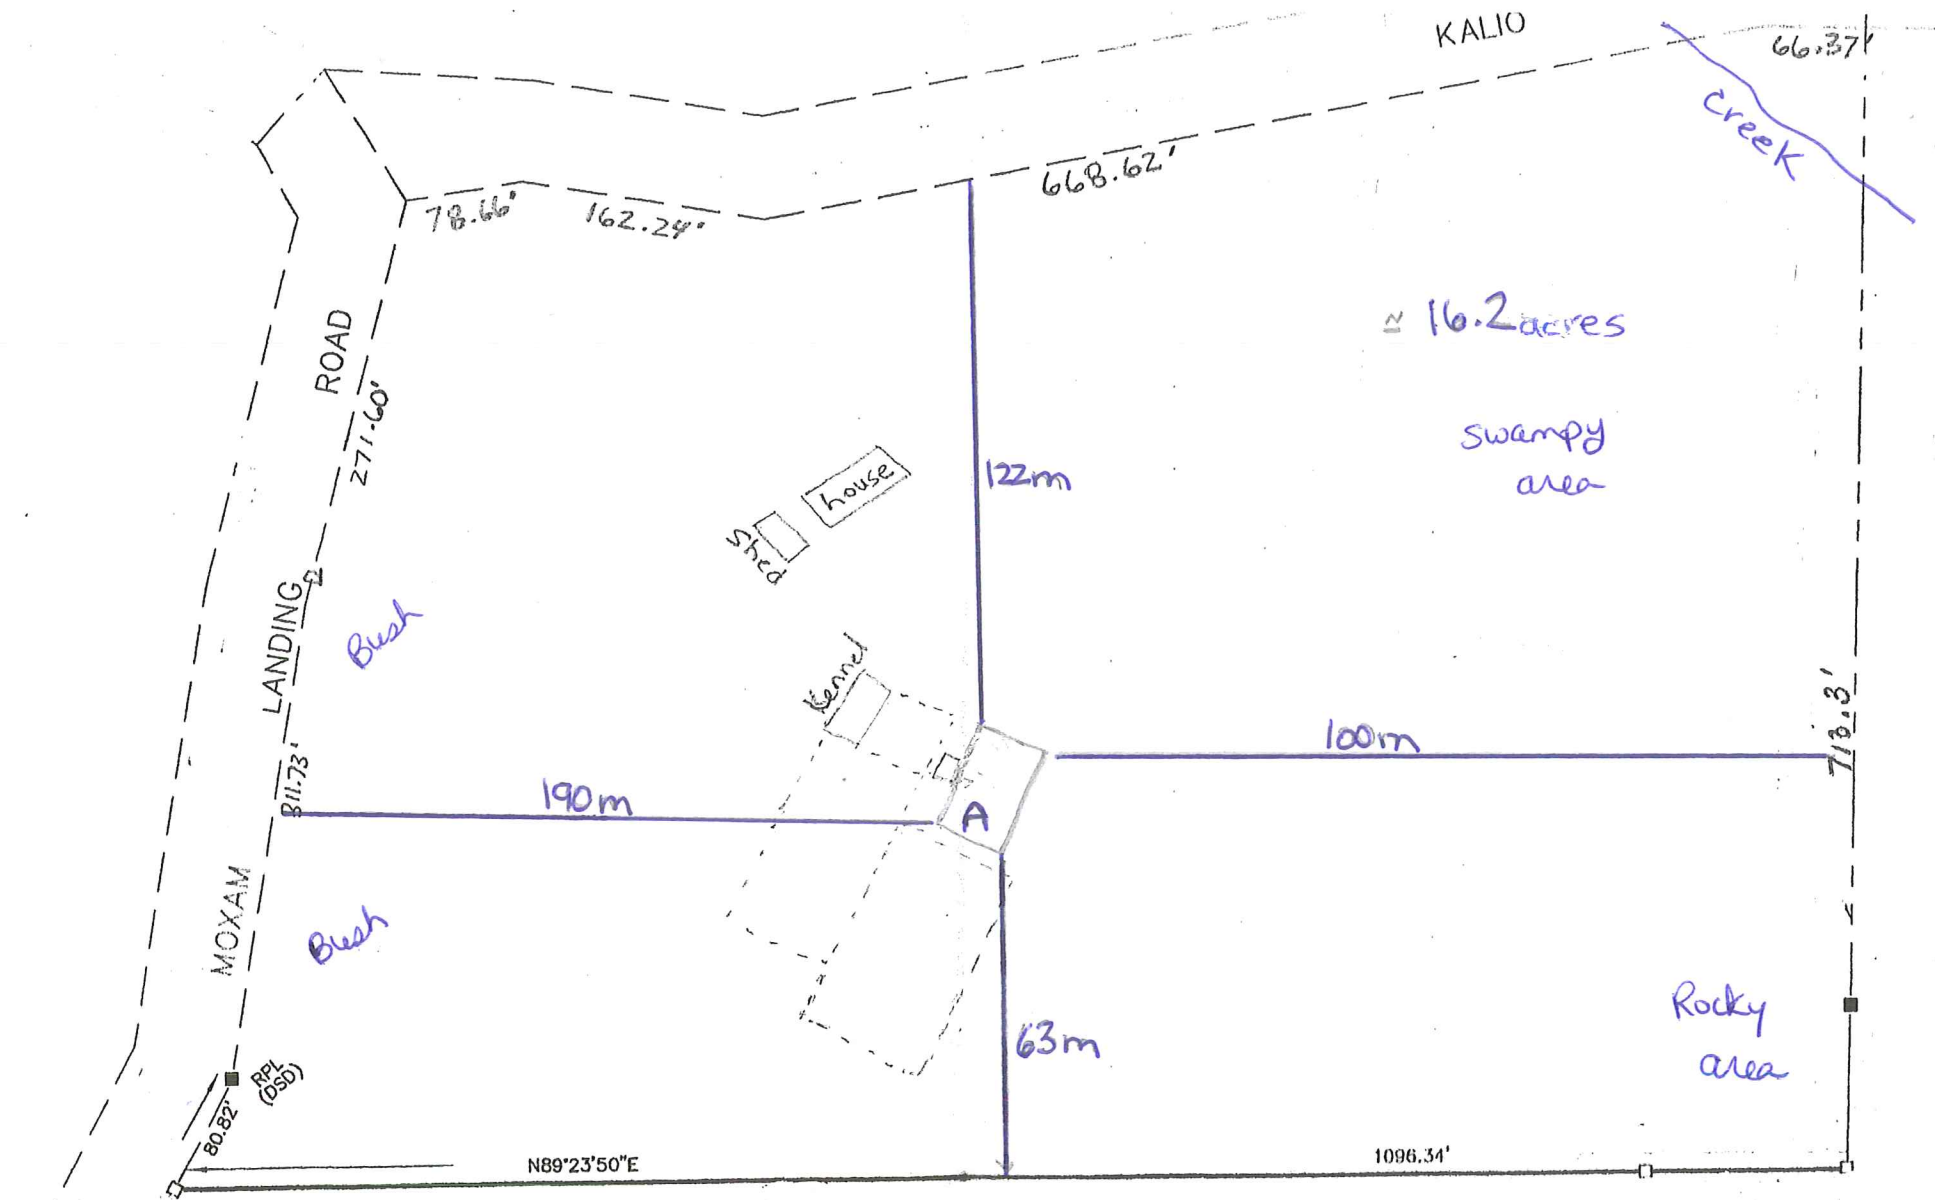 KALIO
66.37'
Creek
668.62'
78.66'
162.24'
ROAD
271.60'
≈ 16.2 acres
swampy
area
house
shed
122m
LANDING
Bush
Kennel
100m
713.3'
190m
311.73'
A
MOXAM
Bush
Rocky
area
63m
RPL
(DSD)
80.82'
N89°23'50"E
1096.34'